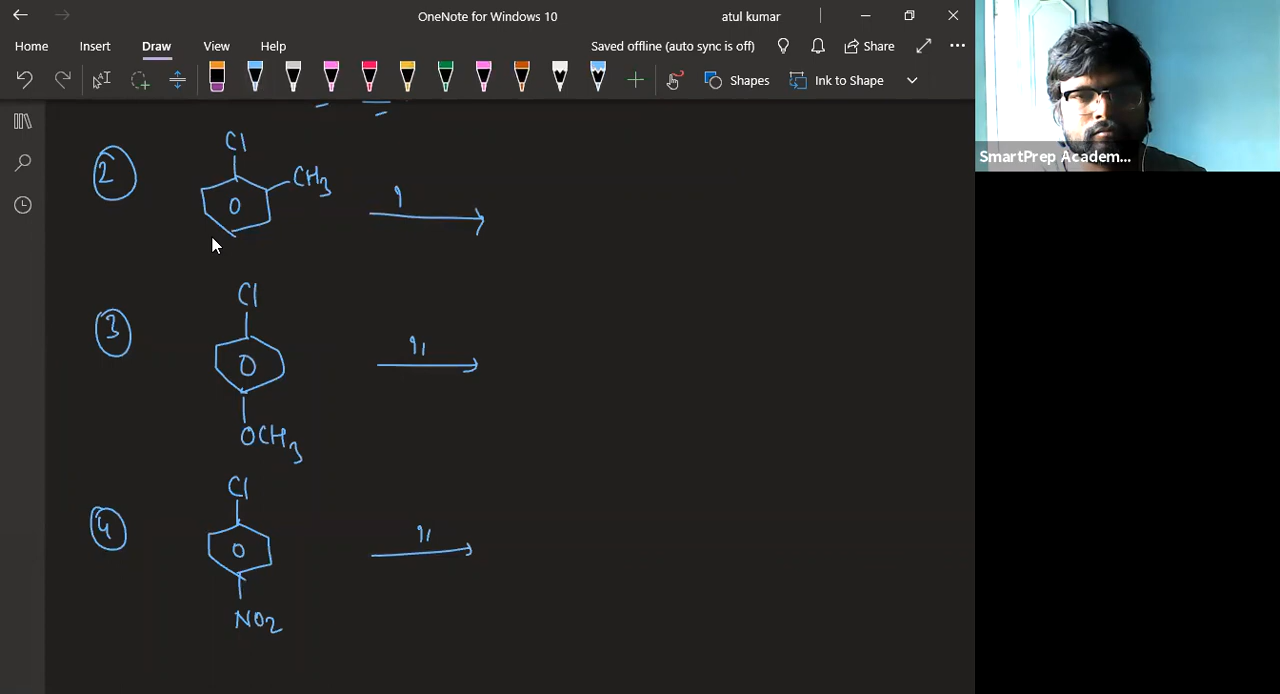 OneNote for Windows 10
atul kumar
Home Insert Draw View Help
Saved offline (auto sync is off)
Share
Shapes
Ink to Shape
SmartPrep Academ...
2
Cl
CH3
3
Cl
OCH3
4
Cl
NO2